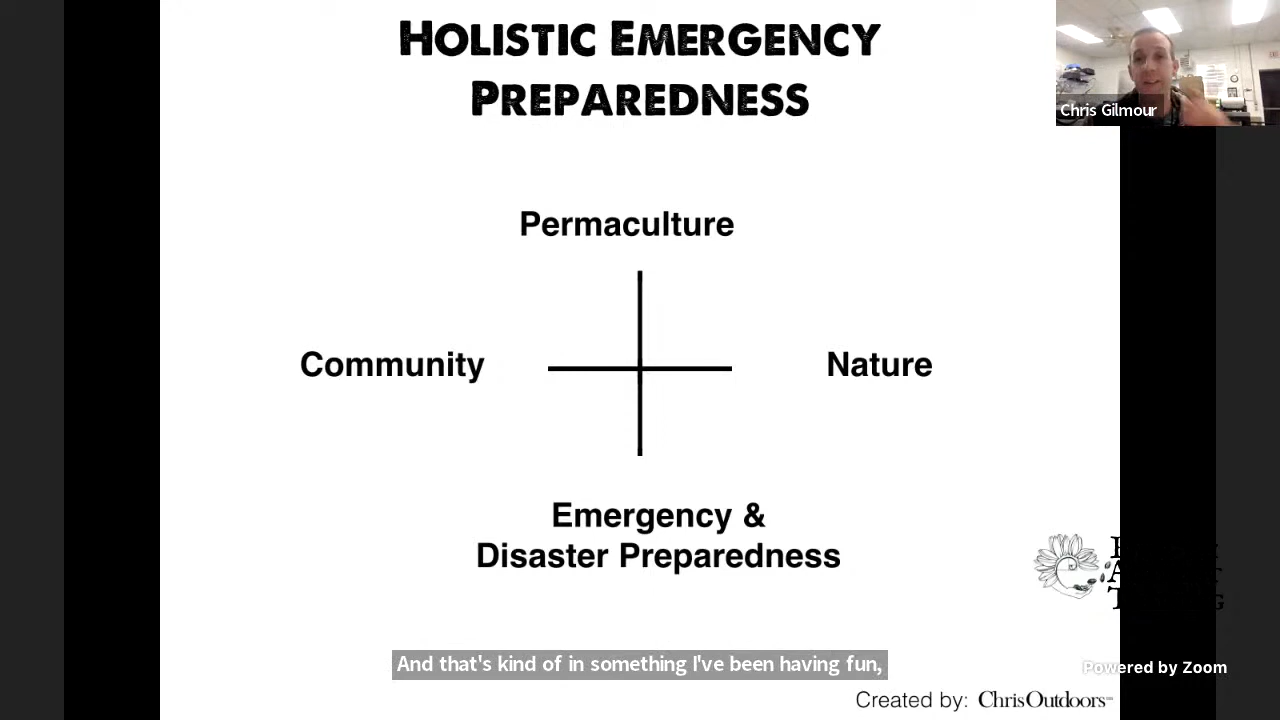 HOLISTIC EMERGENCY
PREPAREDNESS
Chris Gilmour
Permaculture
Community
Nature
Emergency &
Disaster Preparedness
And that's kind of in something I've been having fun,
Powered by Zoom
Created by: ChrisOutdoors